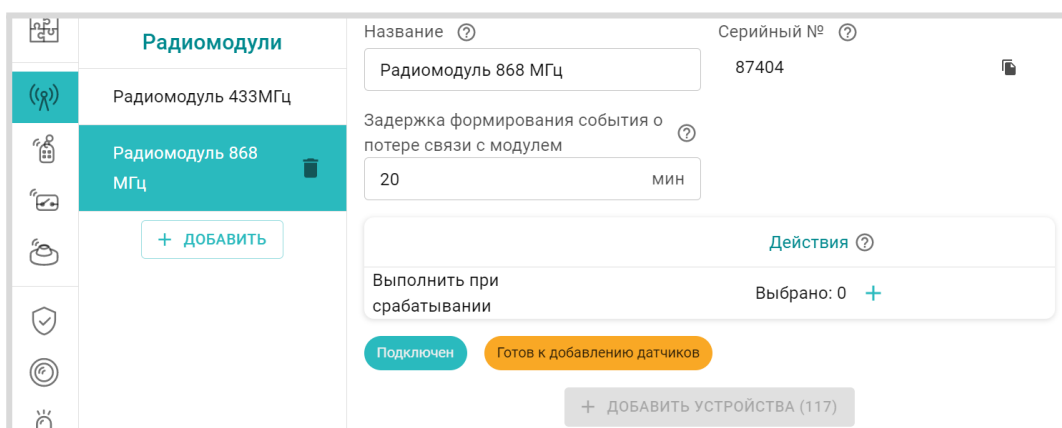 Радиомодули
Радиомодуль 433МГц
Радиомодуль 868
МГц
+ ДОБАВИТЬ
Название ?
Серийный № ?
Радиомодуль 868 МГц
87404
Задержка формирования события о
потере связи с модулем ?
20 мин
Действия ?
Выполнить при
срабатывании
Выбрано: 0 +
Подключен
Готов к добавлению датчиков
+ ДОБАВИТЬ УСТРОЙСТВА (117)